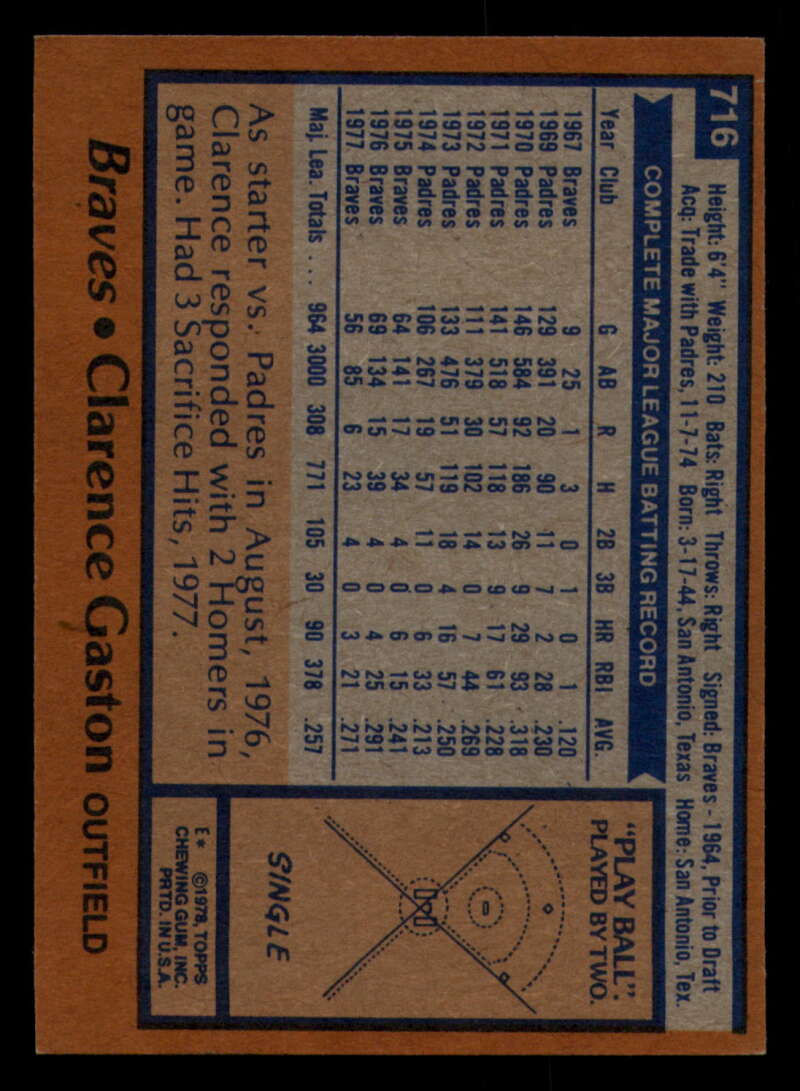 716
Height: 6'4" Weight: 210 Bats: Right Throws: Right Signed: Braves - 1964, Prior to Draft
Acq: Trade with Padres, 11-7-74 Born: 3-17-44, San Antonio, Texas Home: San Antonio, Tex.
COMPLETE MAJOR LEAGUE BATTING RECORD
Year Club G AB R H 2B 3B HR RBI AVG.
1967 Braves 9 25 1 3 0 1 0 1 .120
1969 Padres 129 391 20 90 11 7 2 28 .230
1970 Padres 146 584 92 186 26 9 29 93 .318
1971 Padres 141 518 57 118 13 9 17 61 .228
1972 Padres 111 379 30 102 14 0 7 44 .269
1973 Padres 133 476 51 119 18 4 16 57 .250
1974 Padres 106 267 19 57 11 0 6 33 .213
1975 Braves 64 141 17 34 4 0 6 15 .241
1976 Braves 69 134 15 39 4 0 4 25 .291
1977 Braves 56 85 6 23 4 0 3 21 .271
Maj. Lea. Totals ... 964 3000 308 771 105 30 90 378 .257
As starter vs. Padres in August, 1976,
Clarence responded with 2 Homers in
game. Had 3 Sacrifice Hits, 1977.
"PLAY BALL":
PLAYED BY TWO.
SINGLE
E* ©1978, TOPPS
CHEWING GUM, INC.
PRTD. IN U.S.A.
Braves • Clarence Gaston OUTFIELD